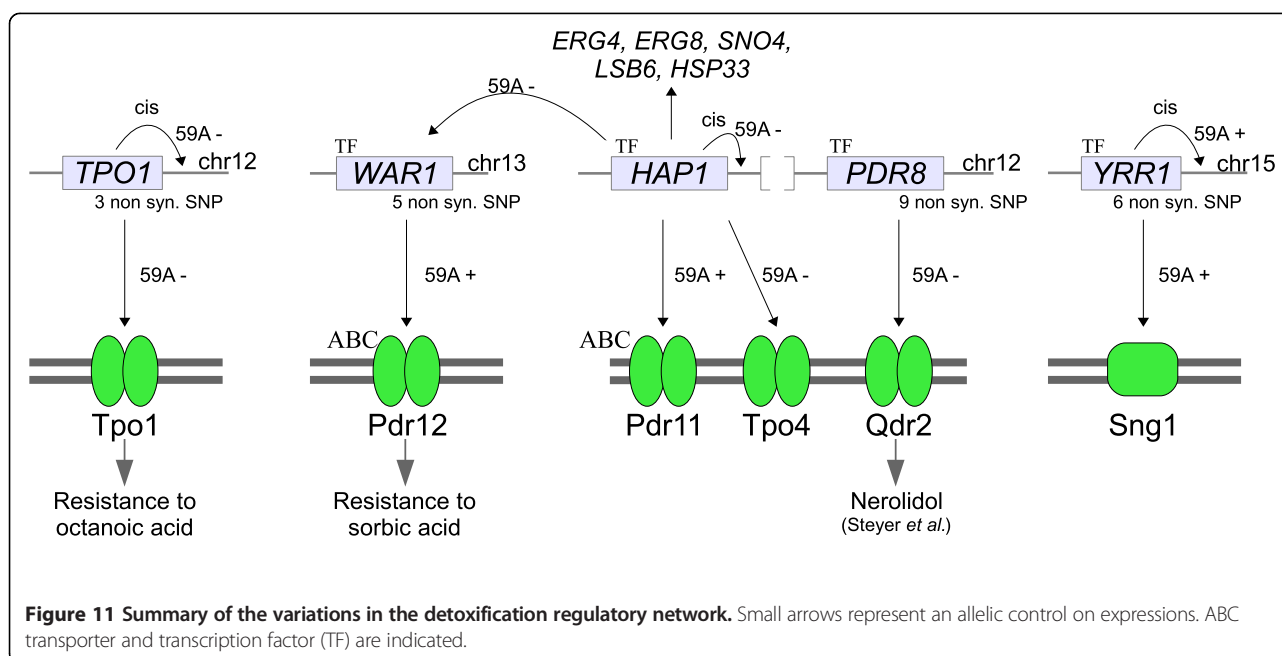 ERG4, ERG8, SNO4,
LSB6, HSP33
cis
59A -
TPO1
chr12
3 non syn. SNP
59A -
Tpo1
Resistance to
octanoic acid
59A -
TF
WAR1
chr13
5 non syn. SNP
59A +
ABC
Pdr12
Resistance to
sorbic acid
TF
cis
59A -
HAP1
59A +
59A -
ABC
Pdr11
Tpo4
TF
PDR8
chr12
9 non syn. SNP
59A -
Qdr2
Nerolidol
(Steyer et al.)
cis
59A +
TF
YRR1
chr15
6 non syn. SNP
59A +
Sng1
Figure 11 Summary of the variations in the detoxification regulatory network. Small arrows represent an allelic control on expressions. ABC
transporter and transcription factor (TF) are indicated.